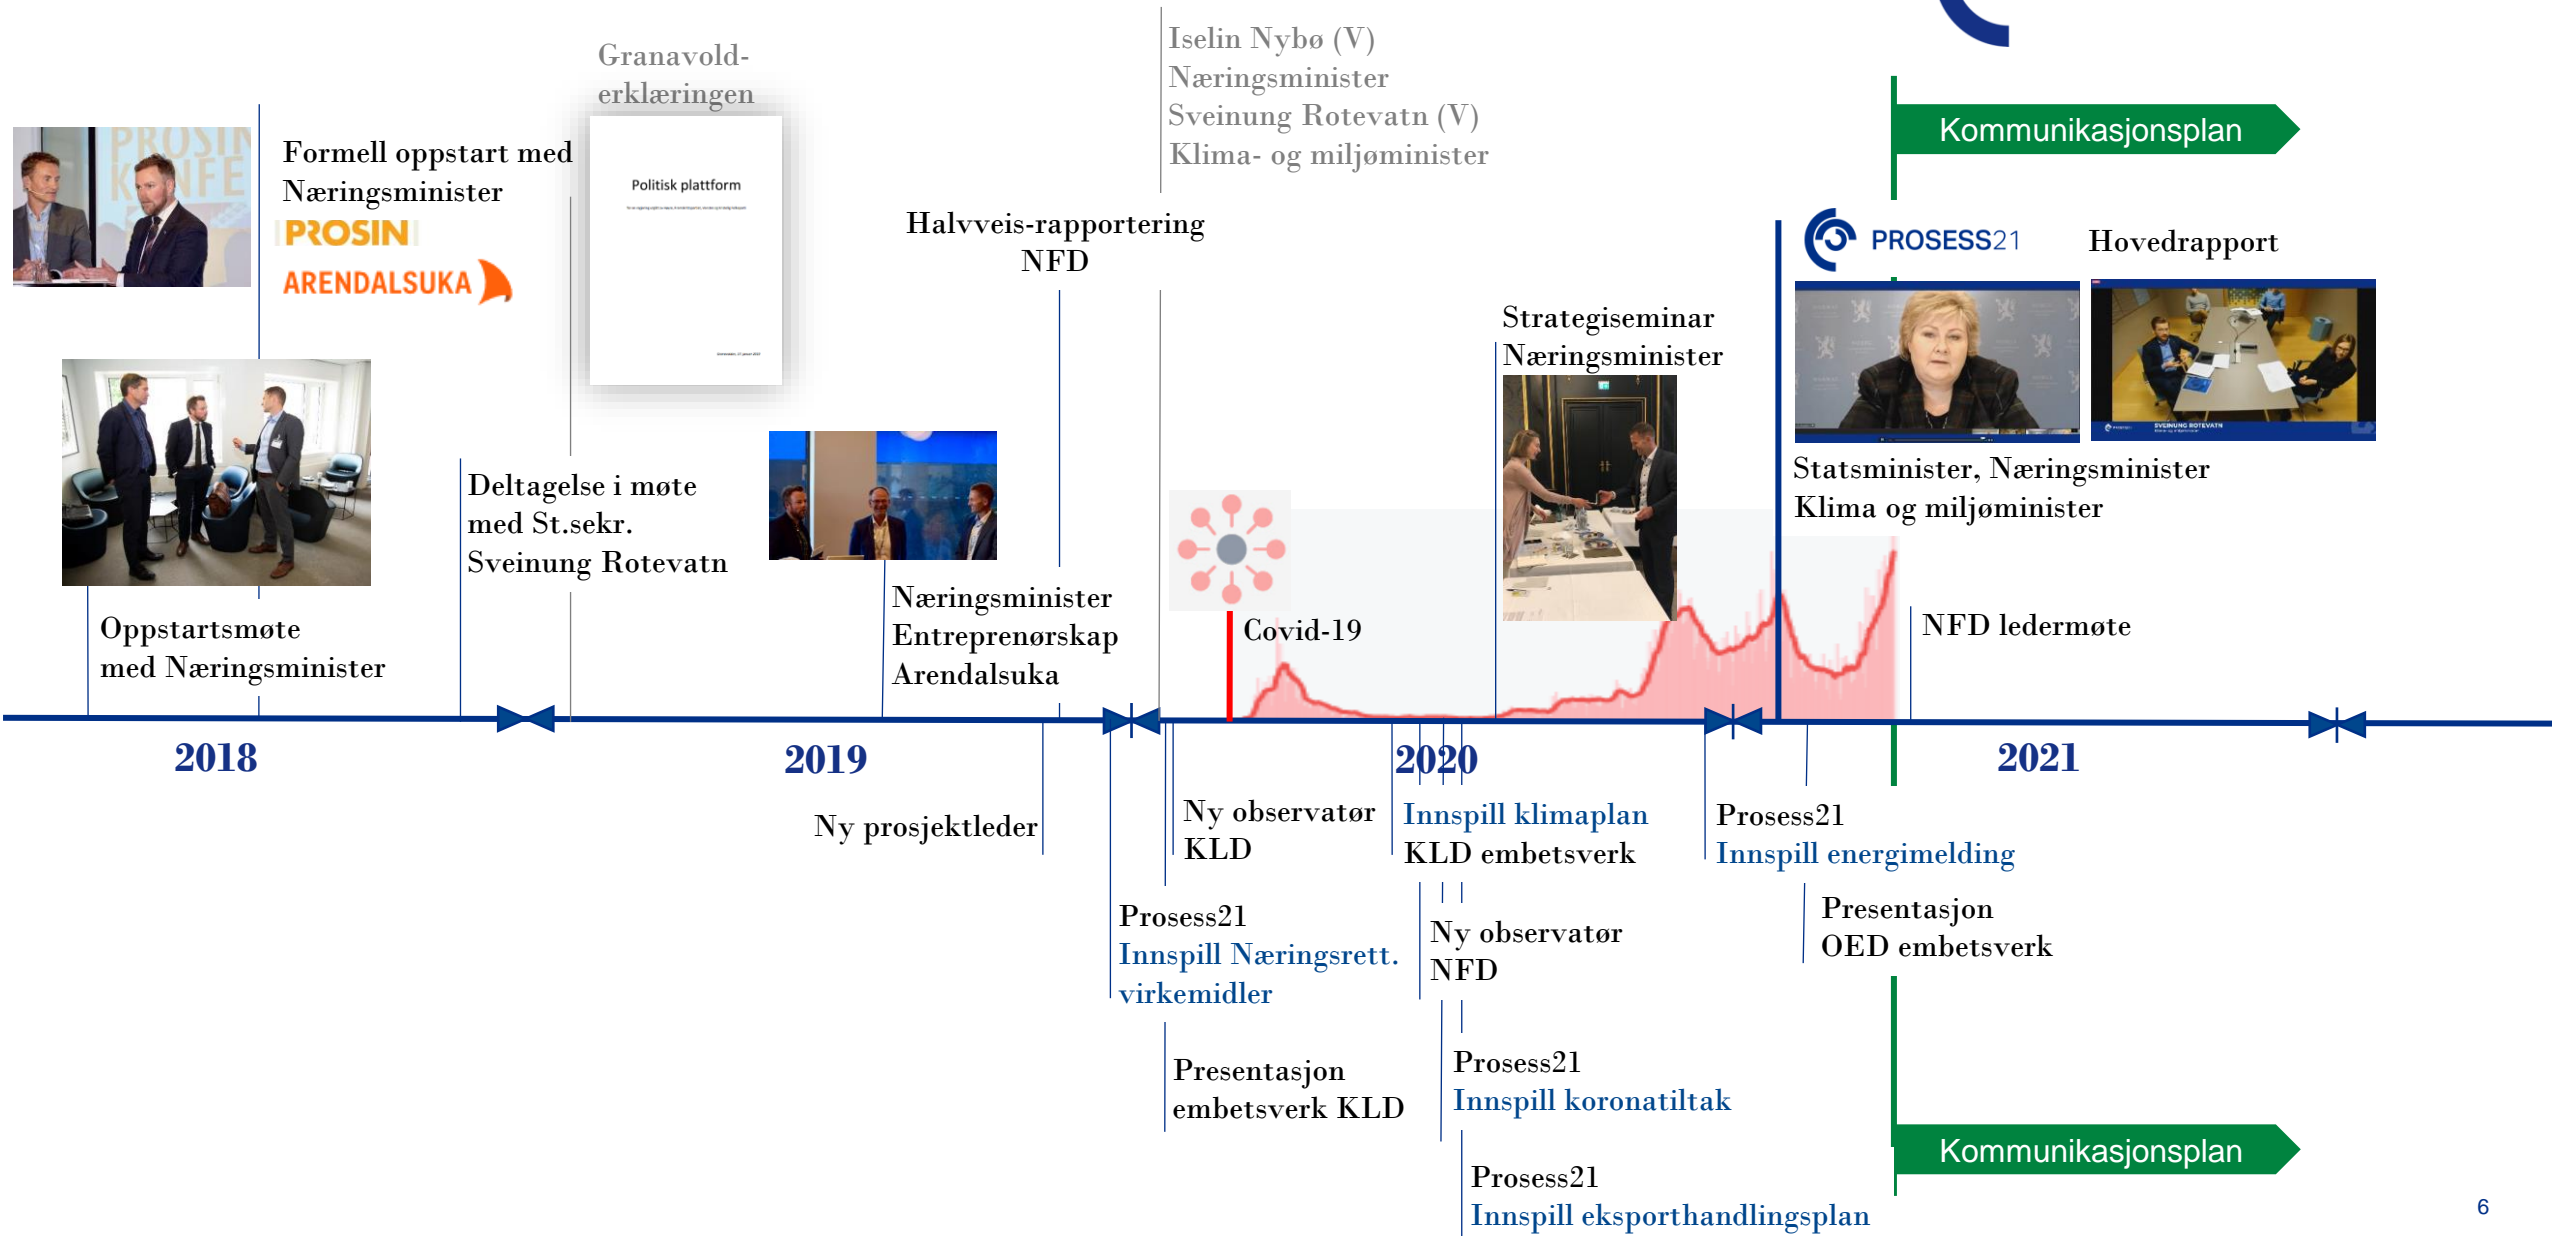 Granavold-
erklæringen
Iselin Nybø (V)
Næringsminister
Sveinung Rotevatn (V)
Klima- og miljøminister
Kommunikasjonsplan
PROSIN
Formell oppstart med
Næringsminister
PROSIN
ARENDALSUKA
Politisk plattform
Halvveis-rapportering
NFD
PROSESS21
Hovedrapport
Strategiseminar
Næringsminister
SVEINUNG ROTEVATN
Statsminister, Næringsminister
Klima og miljøminister
Deltagelse i møte
med St.sekr.
Sveinung Rotevatn
Næringsminister
Entreprenørskap
Arendalsuka
Oppstartsmøte
med Næringsminister
Covid-19
NFD ledermøte
2018
2019
2020
2021
Ny prosjektleder
Ny observatør
KLD
Innspill klimaplan
KLD embetsverk
Prosess21
Innspill energimelding
Prosess21
Innspill Næringsrett.
virkemidler
Ny observatør
NFD
Presentasjon
OED embetsverk
Presentasjon
embetsverk KLD
Prosess21
Innspill koronatiltak
Kommunikasjonsplan
Prosess21
Innspill eksporthandlingsplan
6